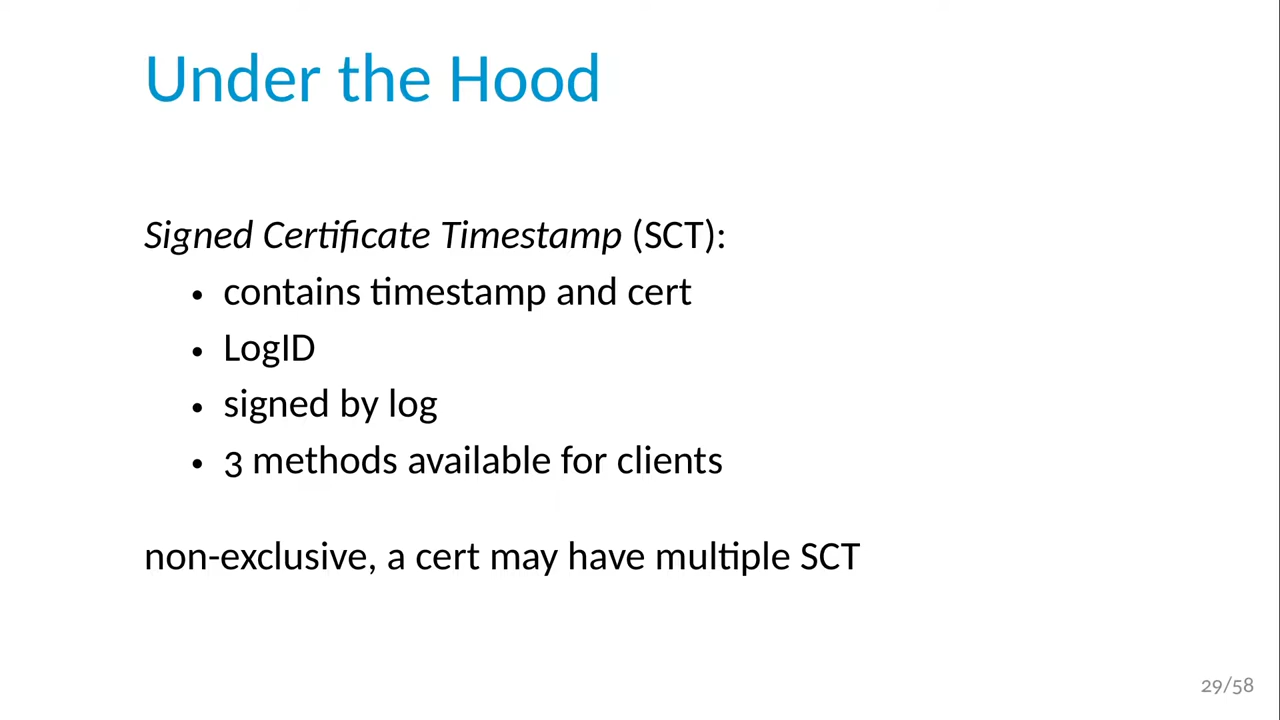 Under the Hood
Signed Certificate Timestamp (SCT):
• contains timestamp and cert
• LogID
• signed by log
• 3 methods available for clients
non-exclusive, a cert may have multiple SCT
29/58